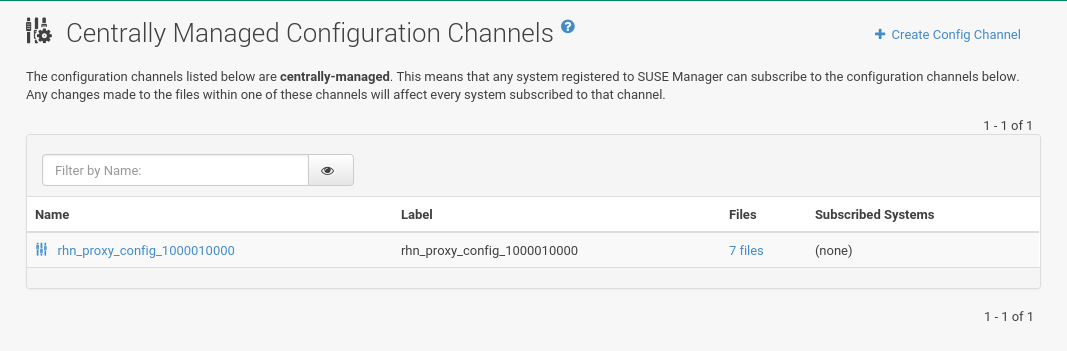 Centrally Managed Configuration Channels ?
Create Config Channel
The configuration channels listed below are centrally-managed. This means that any system registered to SUSE Manager can subscribe to the configuration channels below.
Any changes made to the files within one of these channels will affect every system subscribed to that channel.
1 - 1 of 1
Filter by Name:
Name Label Files Subscribed Systems
rhn_proxy_config_1000010000 rhn_proxy_config_1000010000 7 files (none)
1 - 1 of 1